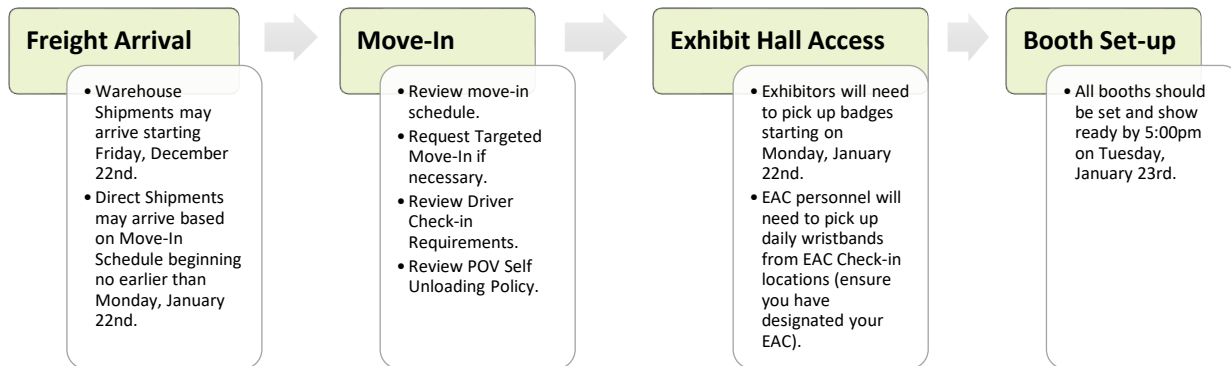 Freight Arrival
• Warehouse
Shipments may
arrive starting
Friday, December
22nd.
• Direct Shipments
may arrive based
on Move-In
Schedule beginning
no earlier than
Monday, January
22nd.
Move-In
• Review move-in
schedule.
• Request Targeted
Move-In if
necessary.
• Review Driver
Check-in
Requirements.
• Review POV Self
Unloading Policy.
Exhibit Hall Access
• Exhibitors will need
to pick up badges
starting on
Monday, January
22nd.
• EAC personnel will
need to pick up
daily wristbands
from EAC Check-in
locations (ensure
you have
designated your
EAC).
Booth Set-up
• All booths should
be set and show
ready by 5:00pm
on Tuesday,
January 23rd.